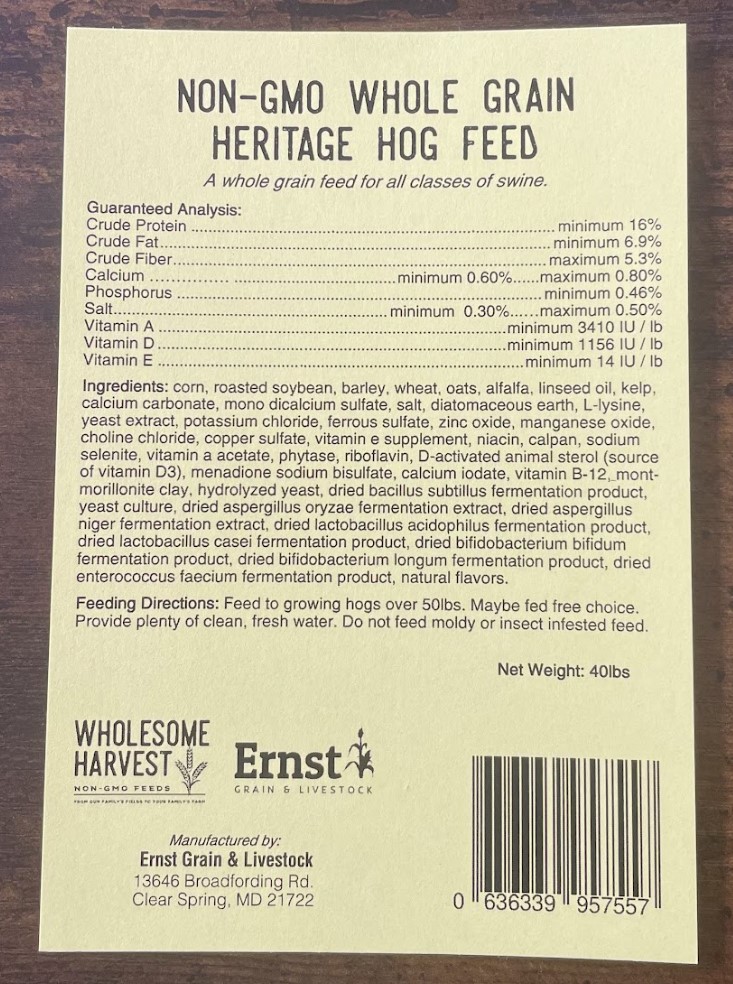 NON-GMO WHOLE GRAIN
HERITAGE HOG FEED
A whole grain feed for all classes of swine.
Guaranteed Analysis:
Crude Protein ........................ minimum 16%
Crude Fat........................ minimum 6.9%
Crude Fiber........................ maximum 5.3%
Calcium ........................minimum 0.60%......maximum 0.80%
Phosphorus ........................ minimum 0.46%
Salt........................ minimum 0.30%......maximum 0.50%
Vitamin A ........................minimum 3410 IU / lb
Vitamin D ........................minimum 1156 IU / lb
Vitamin E ........................minimum 14 IU / lb
Ingredients: corn, roasted soybean, barley, wheat, oats, alfalfa, linseed oil, kelp,
calcium carbonate, mono dicalcium sulfate, salt, diatomaceous earth, L-lysine,
yeast extract, potassium chloride, ferrous sulfate, zinc oxide, manganese oxide,
choline chloride, copper sulfate, vitamin e supplement, niacin, calpan, sodium
selenite, vitamin a acetate, phytase, riboflavin, D-activated animal sterol (source
of vitamin D3), menadione sodium bisulfate, calcium iodate, vitamin B-12, mont-
morillonite clay, hydrolyzed yeast, dried bacillus subtillus fermentation product,
yeast culture, dried aspergillus oryzae fermentation extract, dried aspergillus
niger fermentation extract, dried lactobacillus acidophilus fermentation product,
dried lactobacillus casei fermentation product, dried bifidobacterium bifidum
fermentation product, dried bifidobacterium longum fermentation product, dried
enterococcus faecium fermentation product, natural flavors.
Feeding Directions: Feed to growing hogs over 50lbs. Maybe fed free choice.
Provide plenty of clean, fresh water. Do not feed moldy or insect infested feed.
Net Weight: 40lbs
WHOLESOME
HARVEST
NON-GMO FEEDS
FROM OUR FAMILY'S FIELDS TO YOUR FAMILY'S FARM
Ernst
GRAIN & LIVESTOCK
Manufactured by:
Ernst Grain & Livestock
13646 Broadfording Rd.
Clear Spring, MD 21722
0 636339 957557